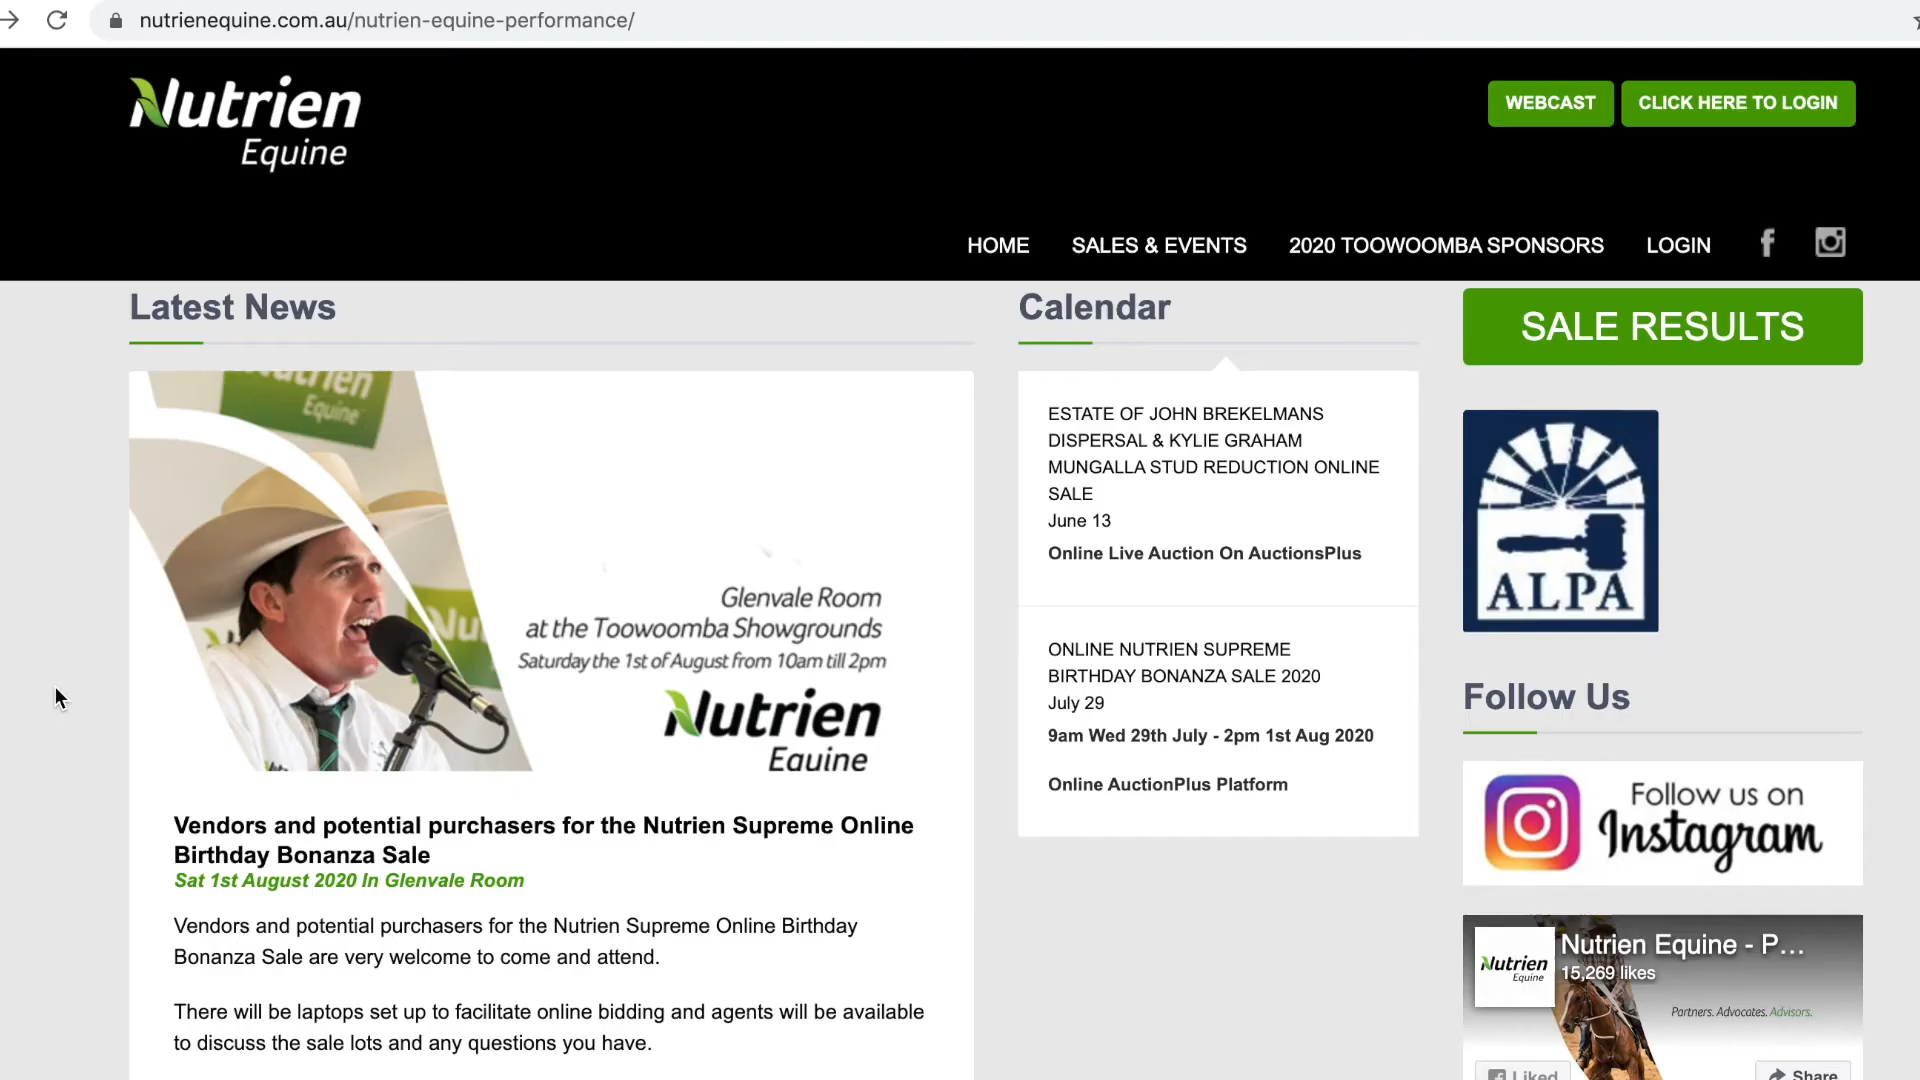 nutrienequine.com.au/nutrien-equine-performance/
Nutrien
Equine
WEBCAST
CLICK HERE TO LOGIN
HOME
SALES & EVENTS
2020 TOOWOOMBA SPONSORS
LOGIN
Latest News
Nutrien
Equine
Glenvale Room
at the Toowoomba Showgrounds
Saturday the 1st of August from 10am till 2pm
Nutrien
Equine
Vendors and potential purchasers for the Nutrien Supreme Online
Birthday Bonanza Sale
Sat 1st August 2020 In Glenvale Room
Vendors and potential purchasers for the Nutrien Supreme Online Birthday
Bonanza Sale are very welcome to come and attend.
There will be laptops set up to facilitate online bidding and agents will be available
to discuss the sale lots and any questions you have.
Calendar
ESTATE OF JOHN BREKELMANS
DISPERSAL & KYLIE GRAHAM
MUNGALLA STUD REDUCTION ONLINE
SALE
June 13
Online Live Auction On AuctionsPlus
ONLINE NUTRIEN SUPREME
BIRTHDAY BONANZA SALE 2020
July 29
9am Wed 29th July - 2pm 1st Aug 2020
Online AuctionPlus Platform
SALE RESULTS
ALPA
Follow Us
Follow us on
Instagram
Nutrien
Equine
Nutrien Equine - P...
15,269 likes
Partners. Advocates. Advisors.
Liked
Share